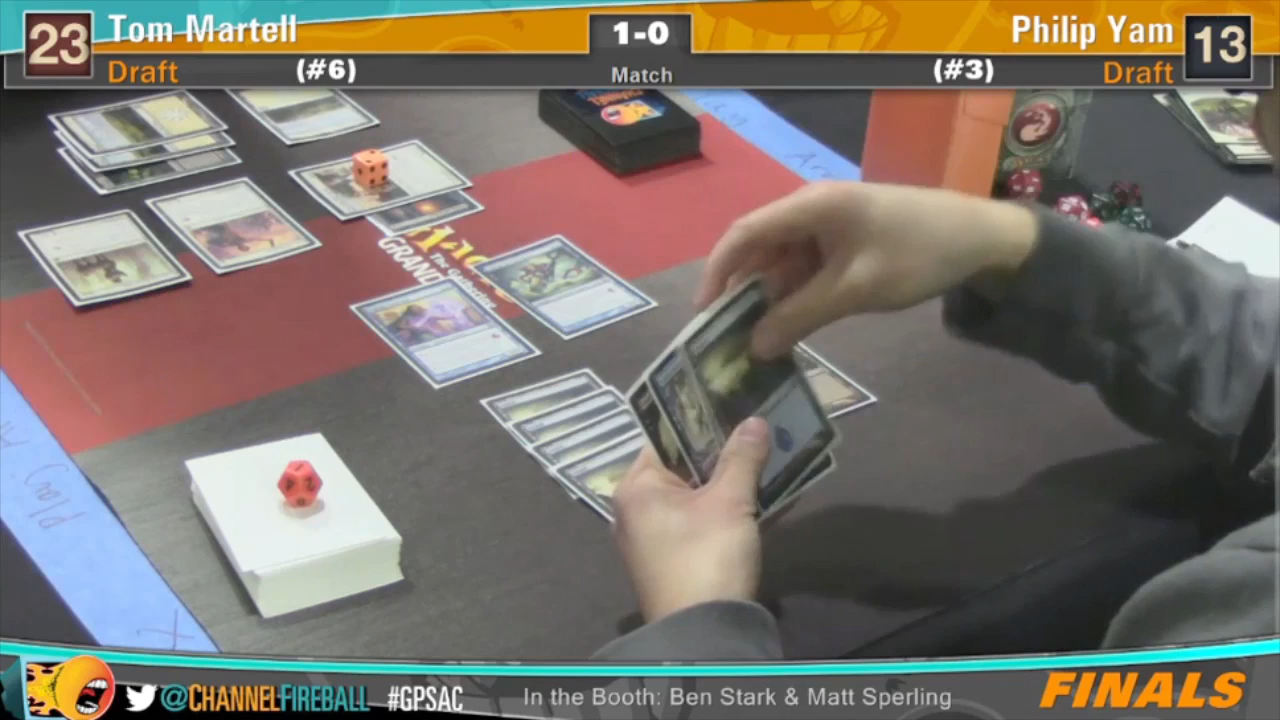 23 Tom Martell
1-0
Philip Yam 13
Draft (#6)
Match
(#3) Draft
GRAND
@CHANNELFIREBALL #GPSAC
In the Booth: Ben Stark & Matt Sperling
FINALS